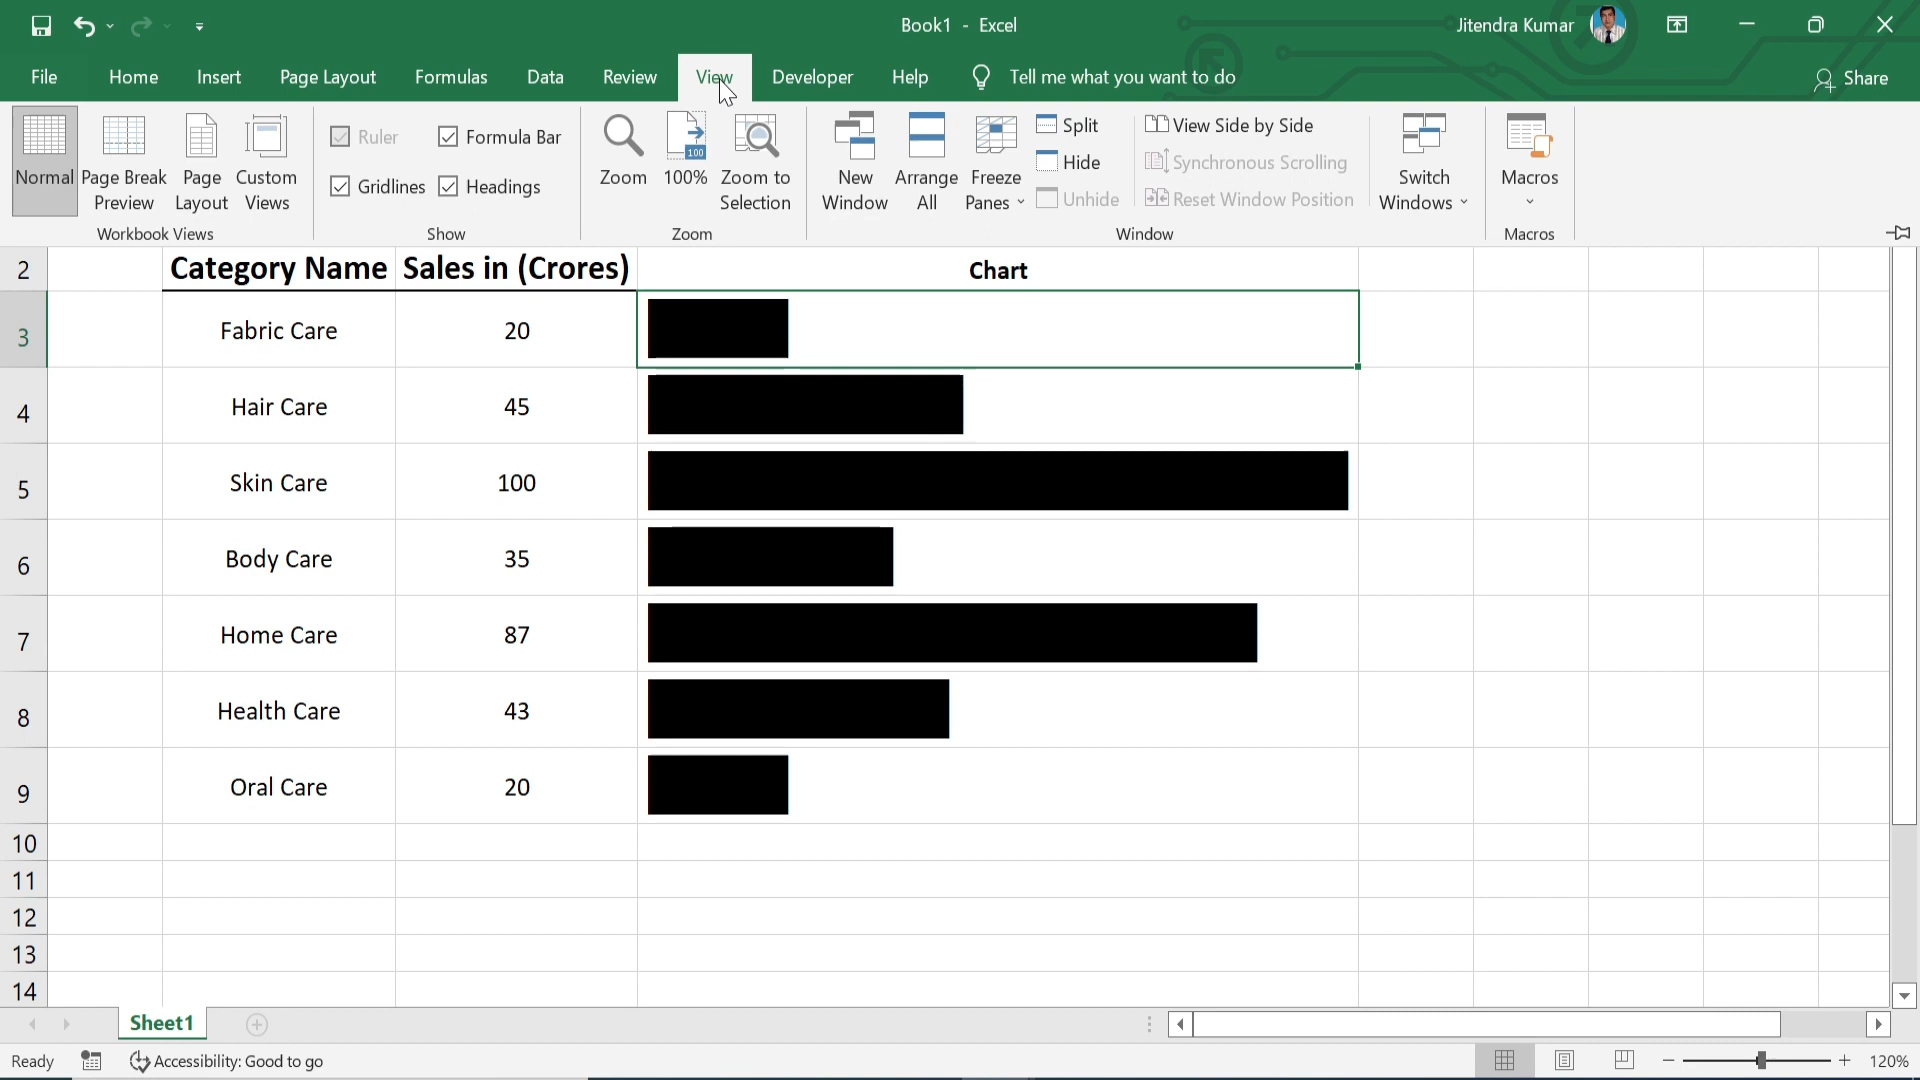 Book1 - Excel
Jitendra Kumar
File Home Insert Page Layout Formulas Data Review View Developer Help Tell me what you want to do Share
Normal
Page Break
Preview
Page
Layout
Custom
Views
Workbook Views
Ruler Formula Bar
Gridlines Headings
Show
Zoom
100
100%
Zoom to
Selection
Zoom
New
Window
Arrange
All
Freeze
Panes
Split
Hide
Unhide
View Side by Side
Synchronous Scrolling
Reset Window Position
Switch
Windows
Window
Macros
Macros
2 Category Name Sales in (Crores) Chart
3 Fabric Care 20
4 Hair Care 45
5 Skin Care 100
6 Body Care 35
7 Home Care 87
8 Health Care 43
9 Oral Care 20
10
11
12
13
14
Sheet1
Ready Accessibility: Good to go 120%